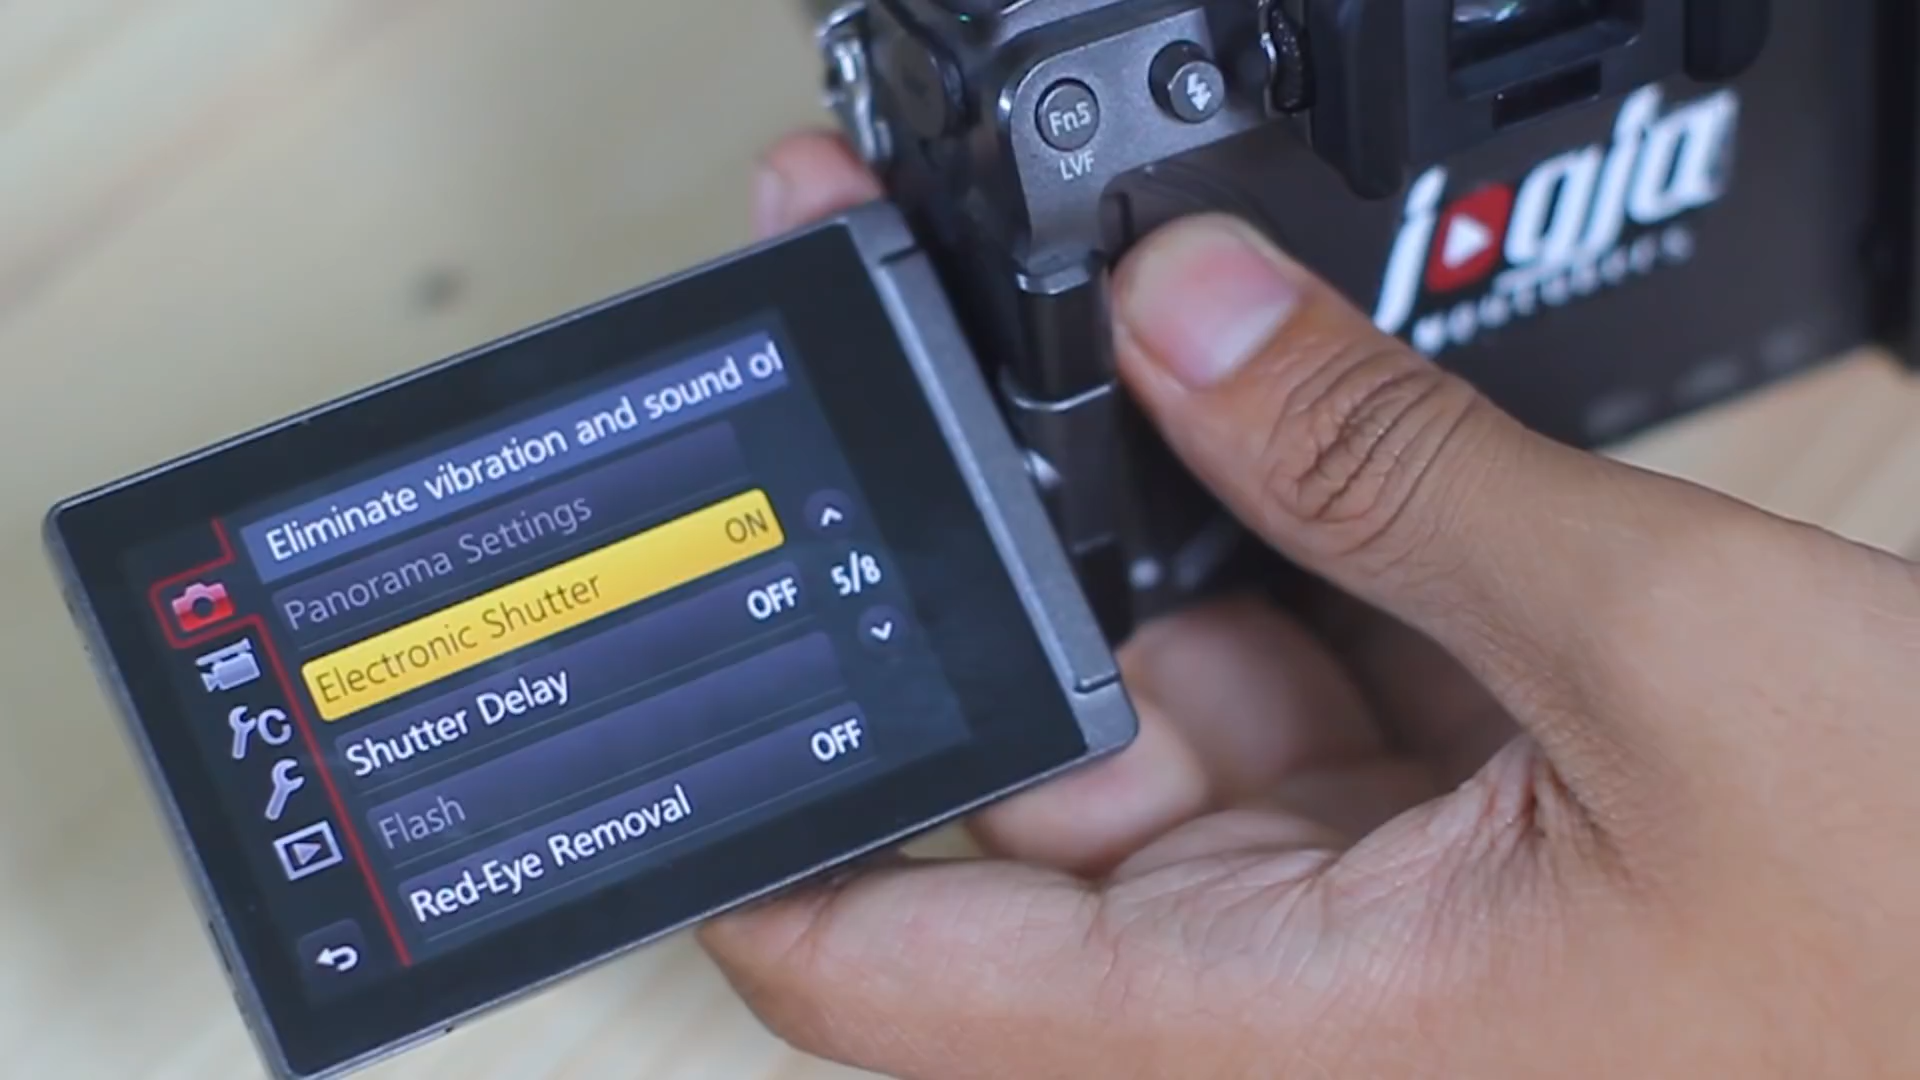 Fn5
LVF
jogja
Eliminate vibration and sound of
Panorama Settings
Electronic Shutter ON
Shutter Delay OFF
5/8
Flash
Red-Eye Removal OFF